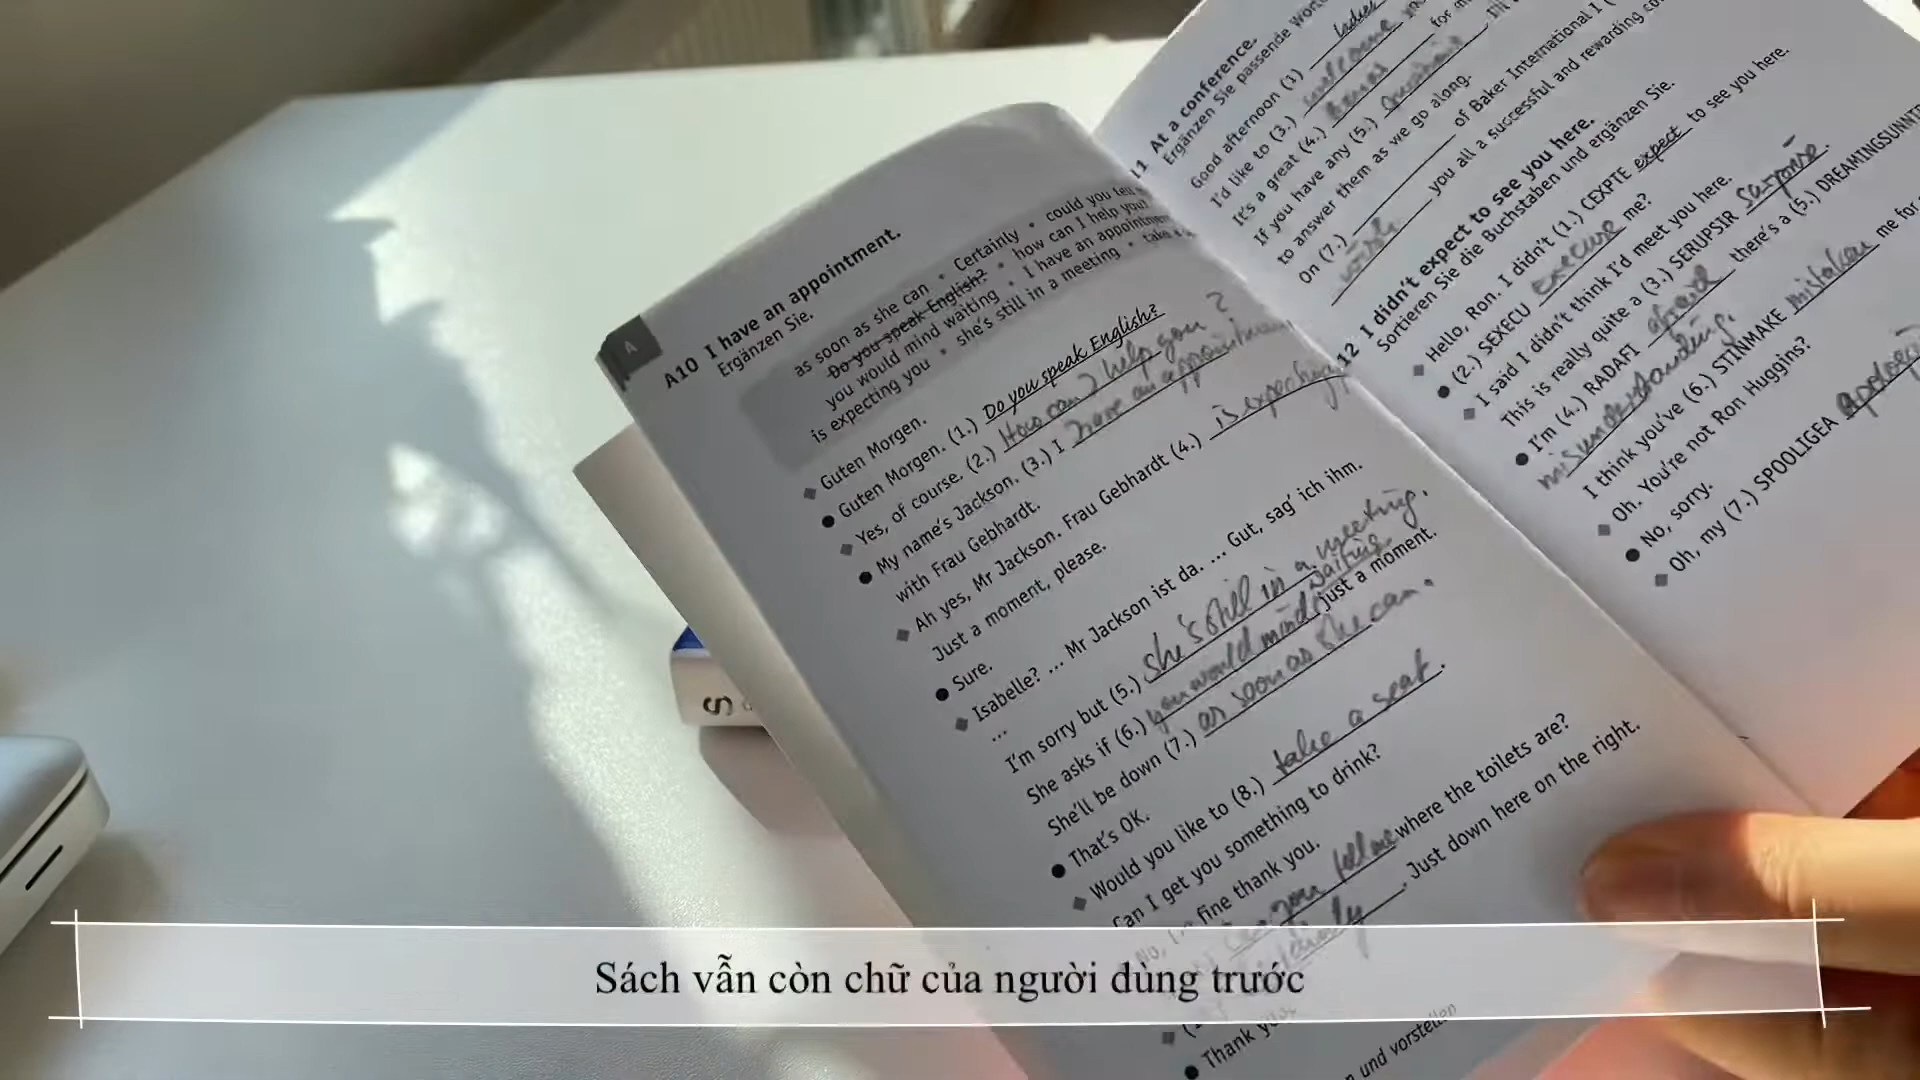 A
A10 I have an appointment.
Ergänzen Sie.
as soon as she can • Certainly • could you tell
Do you speak English? • how can I help you?
you would mind waiting • I have an appointment
is expecting you • she's still in a meeting • take a
Guten Morgen.
Guten Morgen. (1.) Do you speak English?
Yes, of course. (2.) How can I help you?
My name's Jackson. (3.) I have an appointment
with Frau Gebhardt.
Ah yes, Mr Jackson. Frau Gebhardt (4.) is expecting
Just a moment, please.
Sure.
Isabelle? ... Mr Jackson ist da. ... Gut, sag' ich ihm.
...
I'm sorry but (5.) she's still in a meeting.
She asks if (6.) you would mind waiting just a moment.
She'll be down (7.) as soon as she can.
That's OK.
Would you like to (8.) take a seat.
Can I get you something to drink?
No, I'm fine thank you.
where the toilets are?
. Just down here on the right.
Thank you.
und vorstellen
11 At a conference.
Ergänzen Sie passende
Good afternoon (1) ladies
I'd like to (3.) welcome
It's a great (4.)
If you have any (5.) questions
to answer them as we go along.
of Baker International I
On (7.) you all a successful and rewarding
12 I didn't expect to see you here.
Sortieren Sie die Buchstaben und ergänzen Sie.
Hello, Ron. I didn't (1.) CEXPTE expect to see you here.
(2.) SEXECU execuse me?
I said I didn't think I'd meet you here.
This is really quite a (3.) SERUPSIR surprise.
I'm (4.) RADAFI afraid there's a (5.) DREAMINGSUNNTI
misunderstanding.
I think you've (6.) STINMAKE mistaken me for
Oh. You're not Ron Huggins?
No, sorry.
Oh, my (7.) SPOOLIGEA
S
Sách vẫn còn chữ của người dùng trước